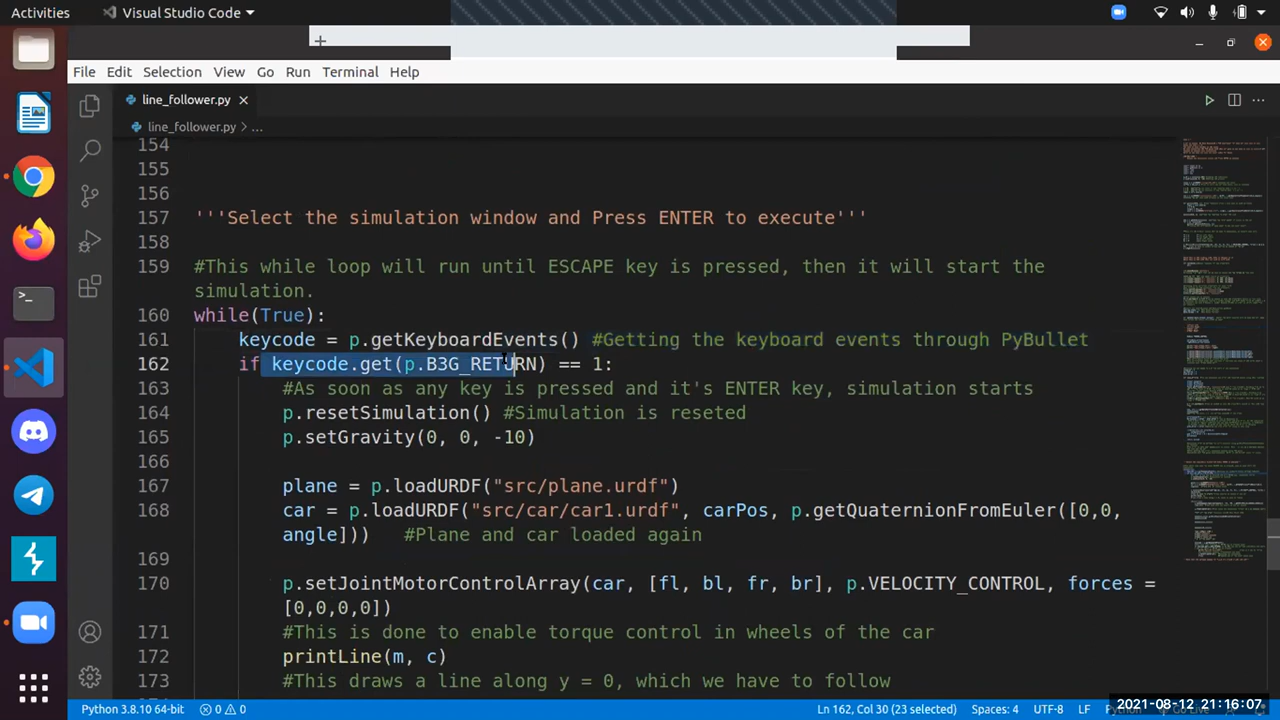 Activities
Visual Studio Code
File Edit Selection View Go Run Terminal Help
line_follower.py
line_follower.py > ...
154
155
156
157 '''Select the simulation window and Press ENTER to execute'''
158
159 #This while loop will run until ESCAPE key is pressed, then it will start the
simulation.
160 while(True):
161 keycode = p.getKeyboardEvents() #Getting the keyboard events through PyBullet
162 if keycode.get(p.B3G_RETURN) == 1:
163 #As soon as any key is pressed and it's ENTER key, simulation starts
164 p.resetSimulation() #Simulation is reseted
165 p.setGravity(0, 0, -10)
166
167 plane = p.loadURDF("src/plane.urdf")
168 car = p.loadURDF("src/car/car1.urdf", carPos, p.getQuaternionFromEuler([0,0,
angle])) #Plane and car loaded again
169
170 p.setJointMotorControlArray(car, [fl, bl, fr, br], p.VELOCITY_CONTROL, forces =
[0,0,0,0])
171 #This is done to enable torque control in wheels of the car
172 printLine(m, c)
173 #This draws a line along y = 0, which we have to follow
Python 3.8.10 64-bit 0 0 Ln 162, Col 30 (23 selected) Spaces: 4 UTF-8 LF
2021-08-12 21:16:07